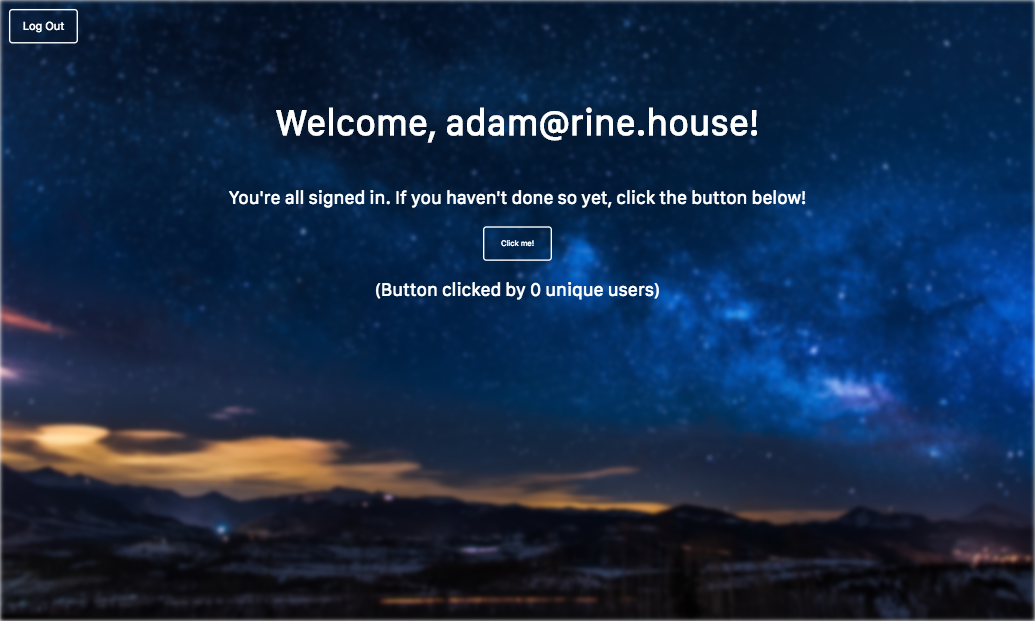 Log Out
Welcome, adam@rine.house!
You're all signed in. If you haven't done so yet, click the button below!
Click me!
(Button clicked by 0 unique users)